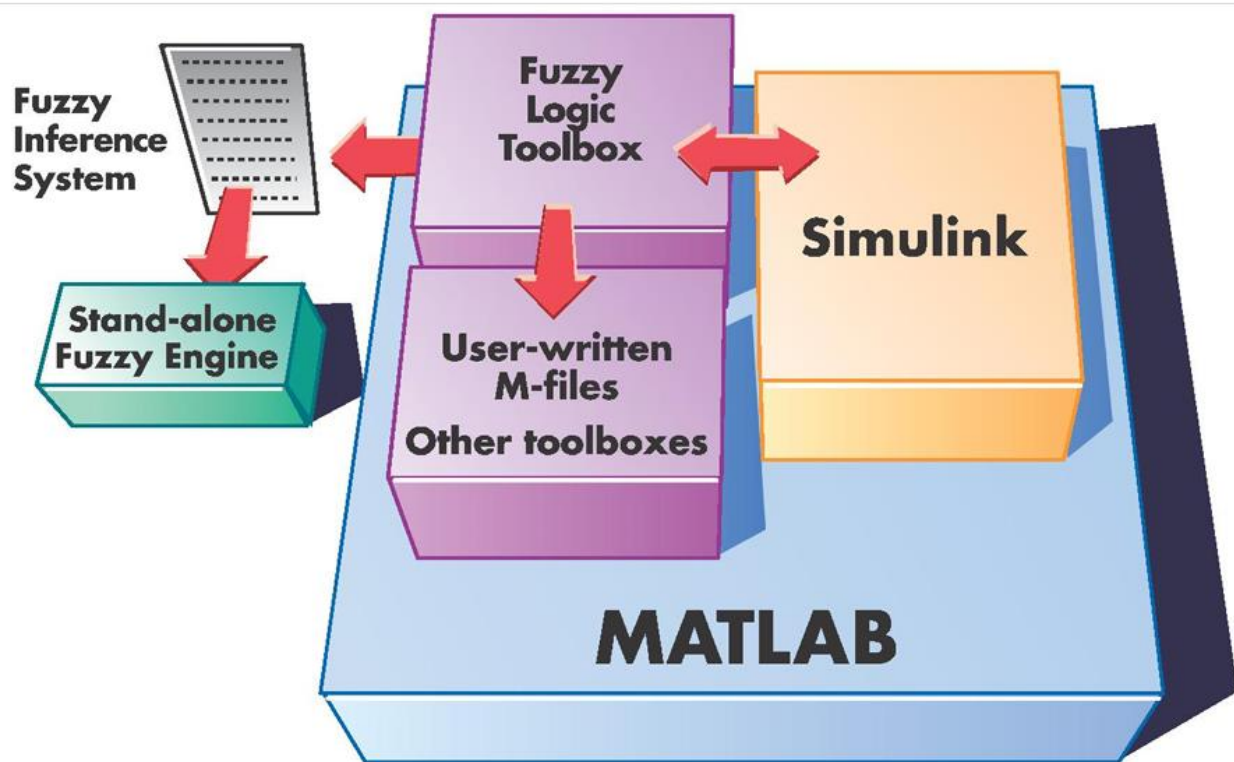 Fuzzy
Inference
System
Fuzzy
Logic
Toolbox
Simulink
Stand-alone
Fuzzy Engine
User-written
M-files
Other toolboxes
MATLAB